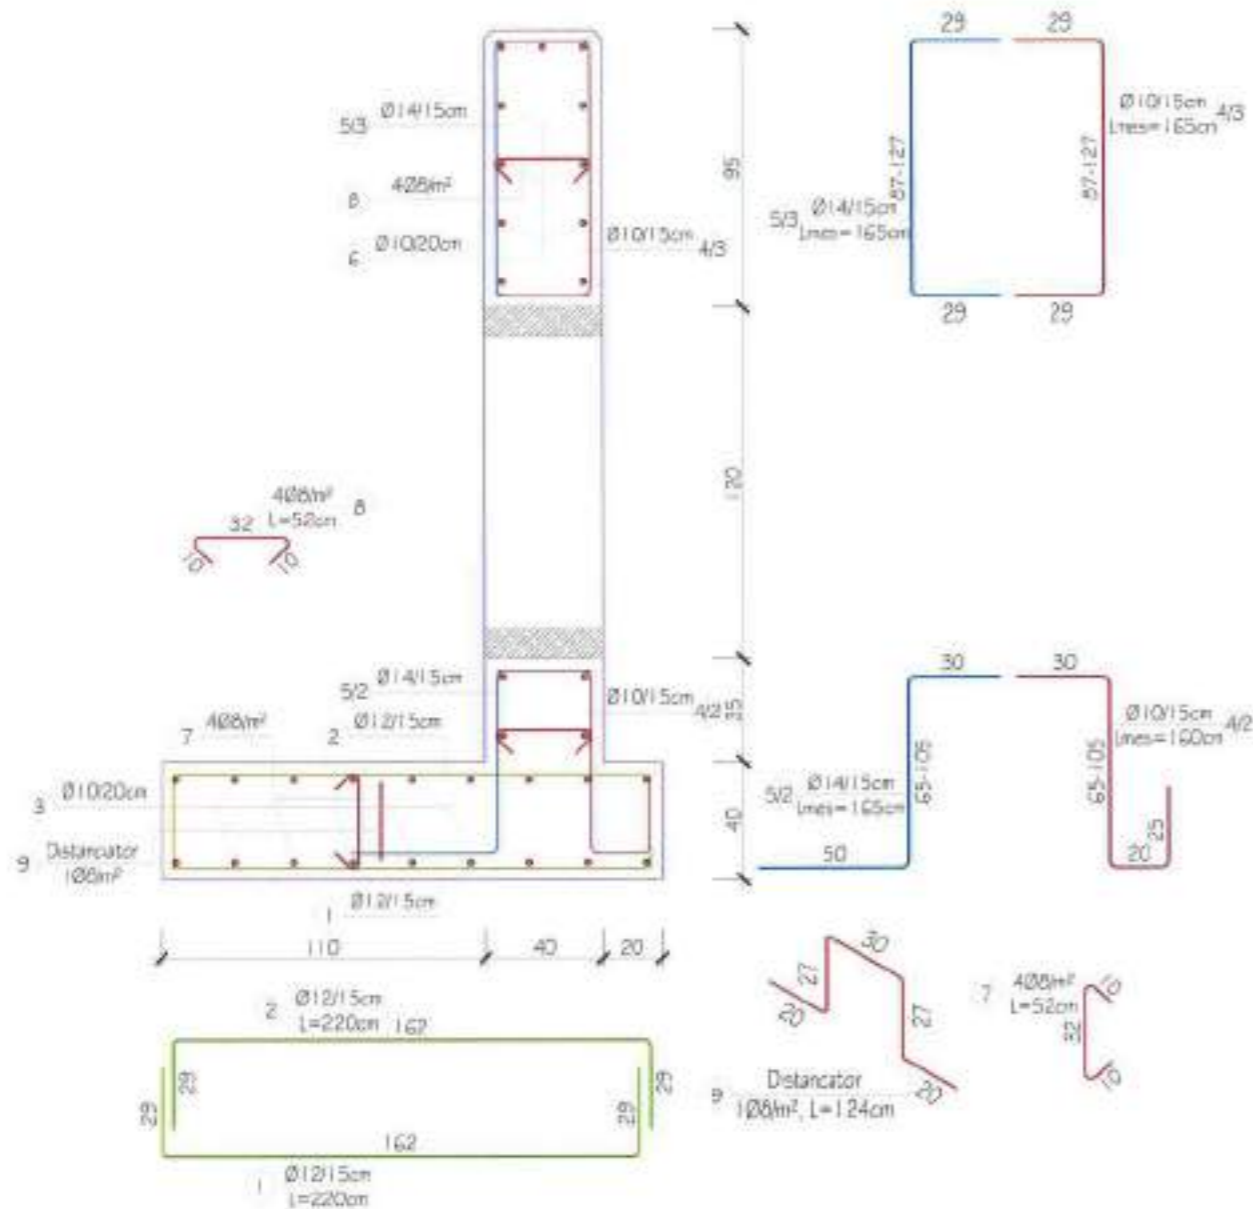 29 29
Ø14/15cm
5/3
Ø10/15cm
4/3
Lmes=165cm
87-127
87-127
95
4Ø8/m²
8
Ø10/20cm
6
Ø10/15cm
4/3
Ø14/15cm
5/3
Lmes=165cm
29 29
120
4Ø8/m²
8
L=52cm
32
10 10
30 30
Ø14/15cm
5/2
Ø10/15cm
4/2
Ø10/15cm
4/2
Lmes=160cm
4Ø8/m²
7
Ø12/15cm
2
65-105
65-105
Ø14/15cm
5/2
Lmes=165cm
Ø10/20cm
3
40
25
50
20
Distancator
9
1Ø8/m²
Ø12/15cm
1
110 40 20
30
27
27
20
20
4Ø8/m²
7
L=52cm
10
32
10
Ø12/15cm
2
L=220cm
162
29
29
29
29
Distancator
9
1Ø8/m², L=124cm
162
Ø12/15cm
1
L=220cm